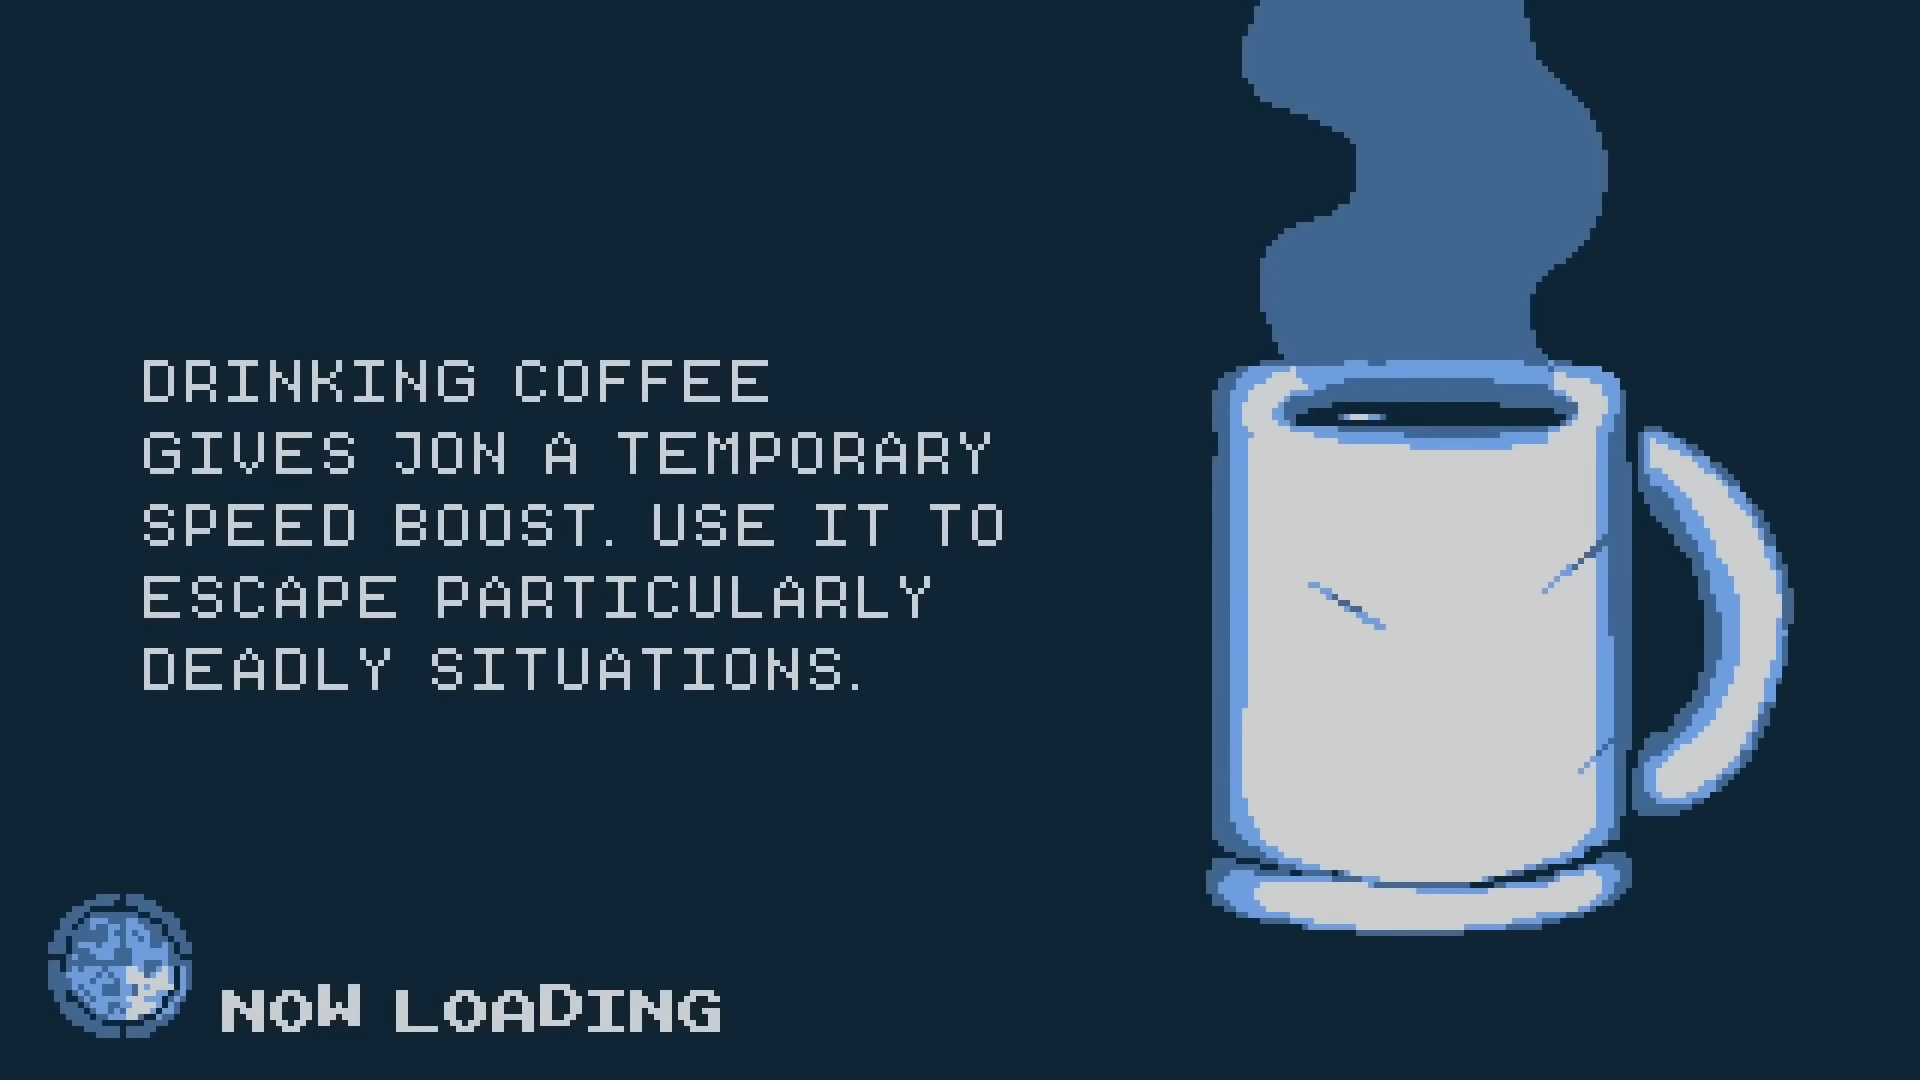 DRINKING COFFEE
GIVES JON A TEMPORARY
SPEED BOOST. USE IT TO
ESCAPE PARTICULARLY
DEADLY SITUATIONS.
NOW LOADING